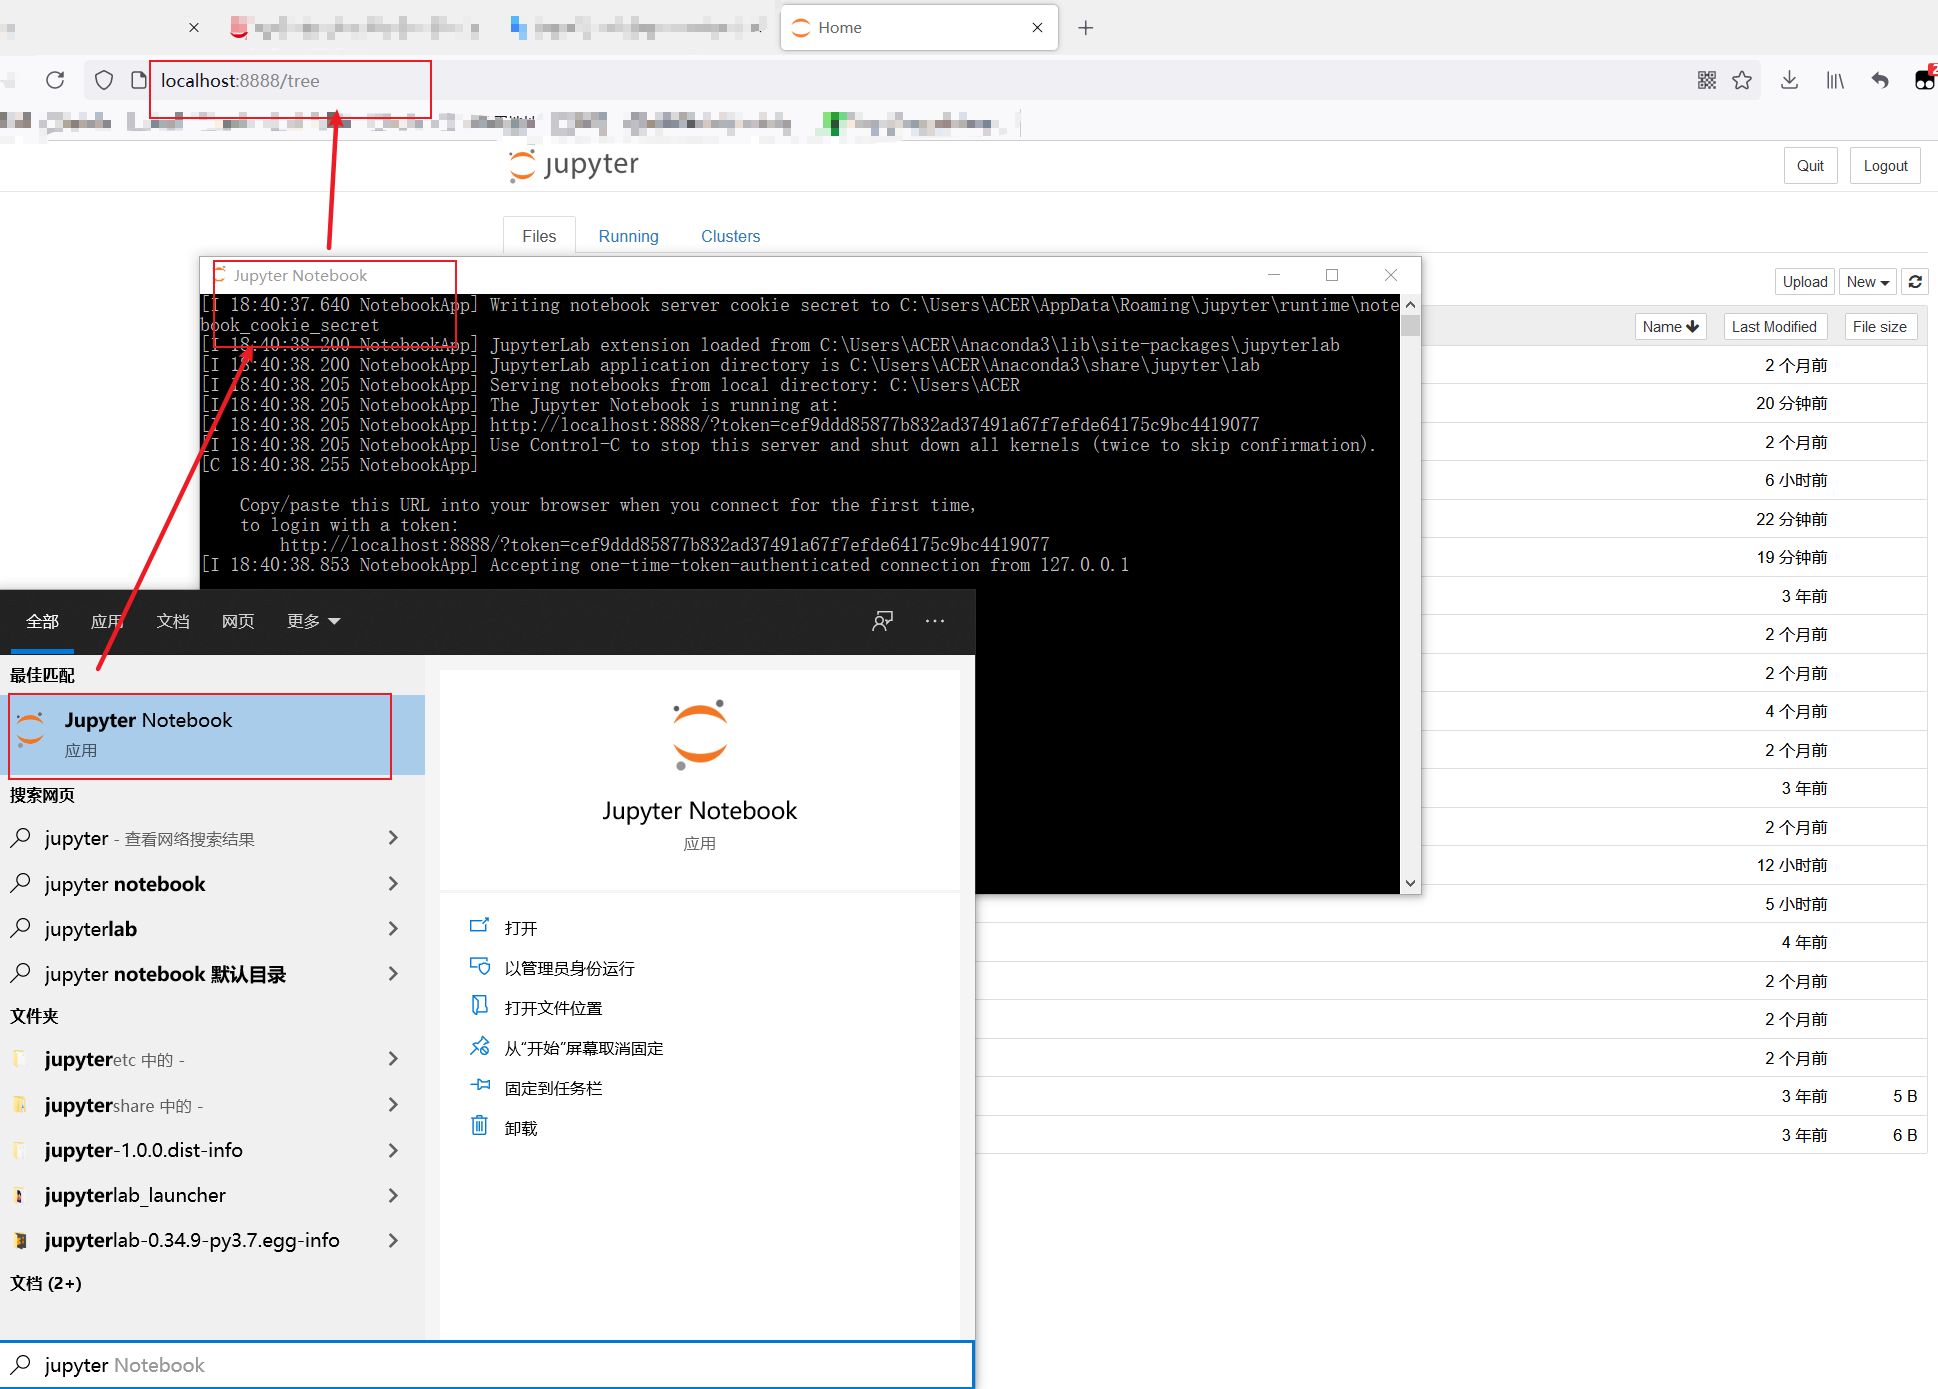 Home
localhost:8888/tree
jupyter
Quit
Logout
Files
Running
Clusters
Upload
New
Name
Last Modified
File size
Jupyter Notebook
[I 18:40:37.640 NotebookApp] Writing notebook server cookie secret to C:\Users\ACER\AppData\Roaming\jupyter\runtime\note
book_cookie_secret
[I 18:40:38.200 NotebookApp] JupyterLab extension loaded from C:\Users\ACER\Anaconda3\lib\site-packages\jupyterlab
[I 18:40:38.200 NotebookApp] JupyterLab application directory is C:\Users\ACER\Anaconda3\share\jupyter\lab
[I 18:40:38.205 NotebookApp] Serving notebooks from local directory: C:\Users\ACER
[I 18:40:38.205 NotebookApp] The Jupyter Notebook is running at:
[I 18:40:38.205 NotebookApp] http://localhost:8888/?token=cef9ddd85877b832ad37491a67f7efde64175c9bc4419077
[I 18:40:38.205 NotebookApp] Use Control-C to stop this server and shut down all kernels (twice to skip confirmation).
[C 18:40:38.255 NotebookApp]
Copy/paste this URL into your browser when you connect for the first time,
to login with a token:
http://localhost:8888/?token=cef9ddd85877b832ad37491a67f7efde64175c9bc4419077
[I 18:40:38.853 NotebookApp] Accepting one-time-token-authenticated connection from 127.0.0.1
2 个月前
20 分钟前
2 个月前
6 小时前
22 分钟前
19 分钟前
3 年前
2 个月前
2 个月前
4 个月前
2 个月前
3 年前
2 个月前
12 小时前
5 小时前
4 年前
2 个月前
2 个月前
2 个月前
3 年前 5 B
3 年前 6 B
全部 应用 文档 网页 更多
最佳匹配
Jupyter Notebook
应用
搜索网页
jupyter - 查看网络搜索结果
jupyter notebook
jupyterlab
jupyter notebook 默认目录
文件夹
jupyteretc 中的 -
jupytershare 中的 -
jupyter-1.0.0.dist-info
jupyterlab_launcher
jupyterlab-0.34.9-py3.7.egg-info
文档 (2+)
Jupyter Notebook
应用
打开
以管理员身份运行
打开文件位置
从“开始”屏幕取消固定
固定到任务栏
卸载
jupyter Notebook